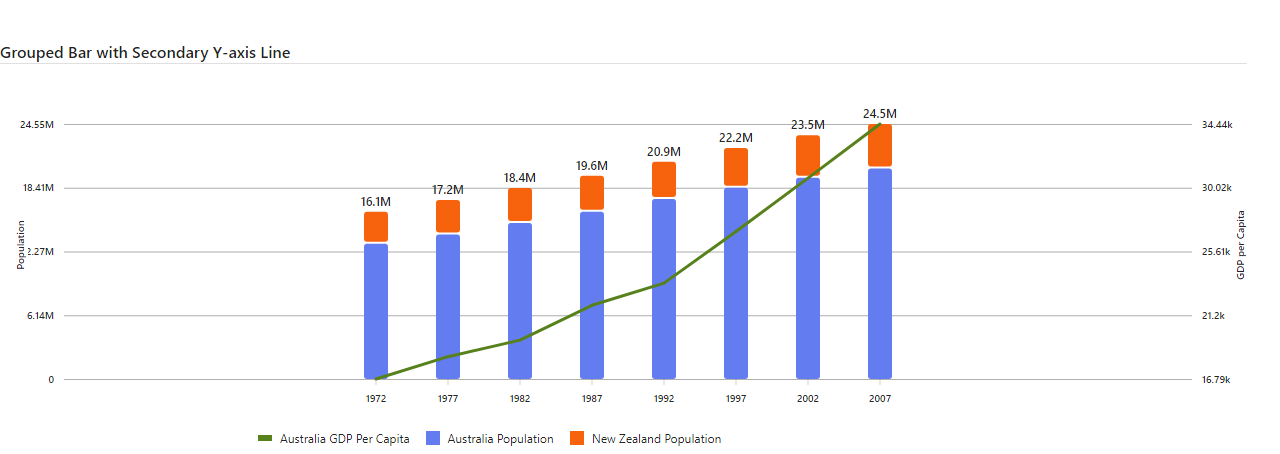 Grouped Bar with Secondary Y-axis Line
24.5M
24.55M
23.5M
34.44k
22.2M
20.9M
19.6M
18.4M
18.41M
17.2M
30.02k
16.1M
Population
2.27M
25.61k
GDP per Capita
6.14M
21.2k
0
16.79k
1972 1977 1982 1987 1992 1997 2002 2007
Australia GDP Per Capita Australia Population New Zealand Population